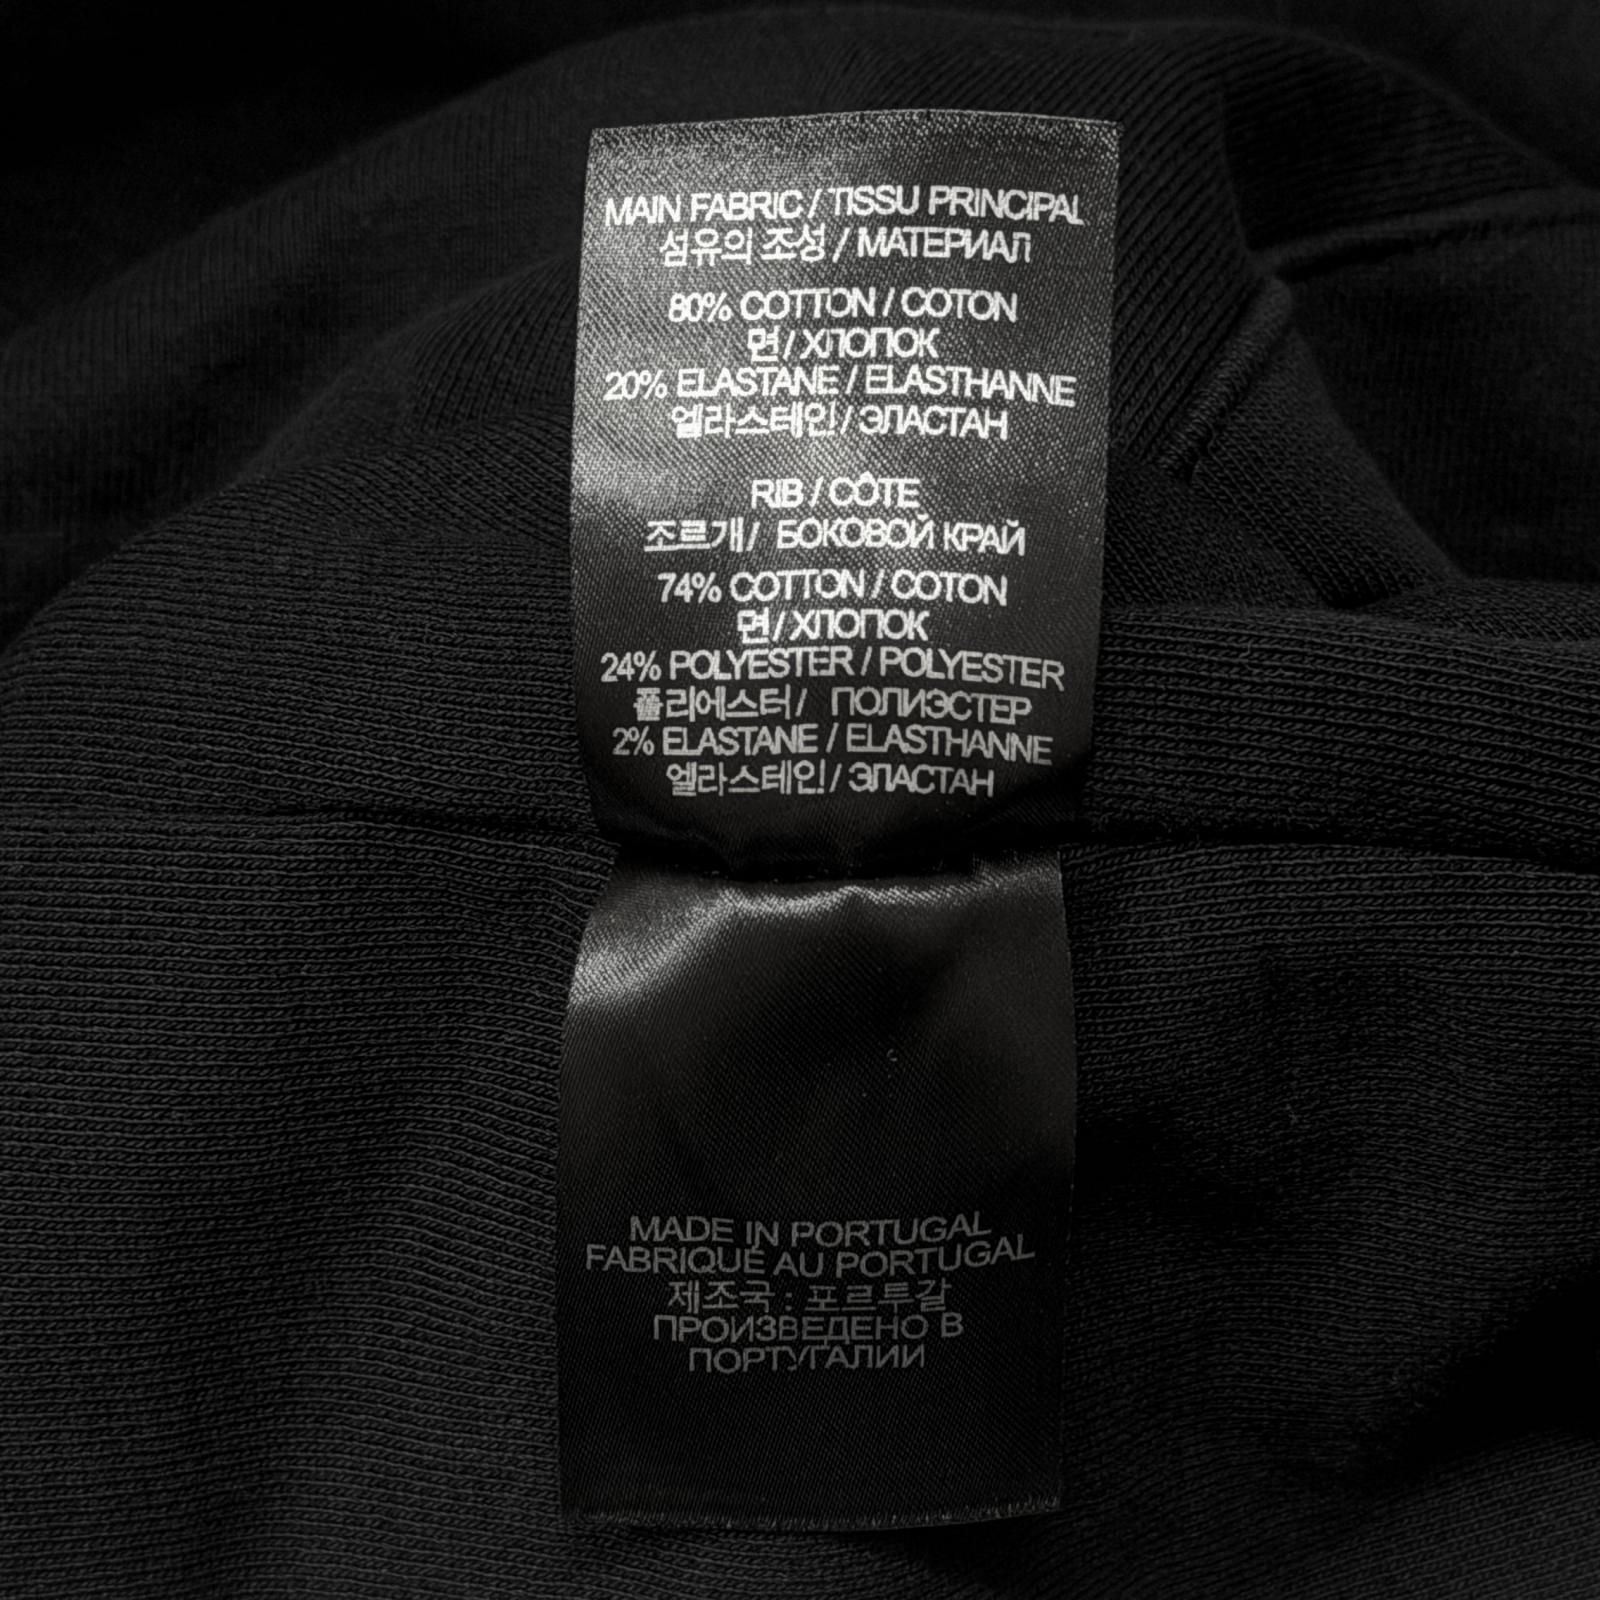 MAIN FABRIC / TISSU PRINCIPAL
섬유의 조성 / МАТЕРИАЛ
80% COTTON / COTON
면 / ХЛОПОК
20% ELASTANE / ELASTHANNE
엘라스테인 / ЭЛАСТАН
RIB / CÔTE
조르개 / БОКОВОЙ КРАЙ
74% COTTON / COTON
면 / ХЛОПОК
24% POLYESTER / POLYESTER
폴리에스터 / ПОЛИЭСТЕР
2% ELASTANE / ELASTHANNE
엘라스테인 / ЭЛАСТАН
MADE IN PORTUGAL
FABRIQUE AU PORTUGAL
제조국 : 포르투갈
ПРОИЗВЕДЕНО В
ПОРТУГАЛИИ